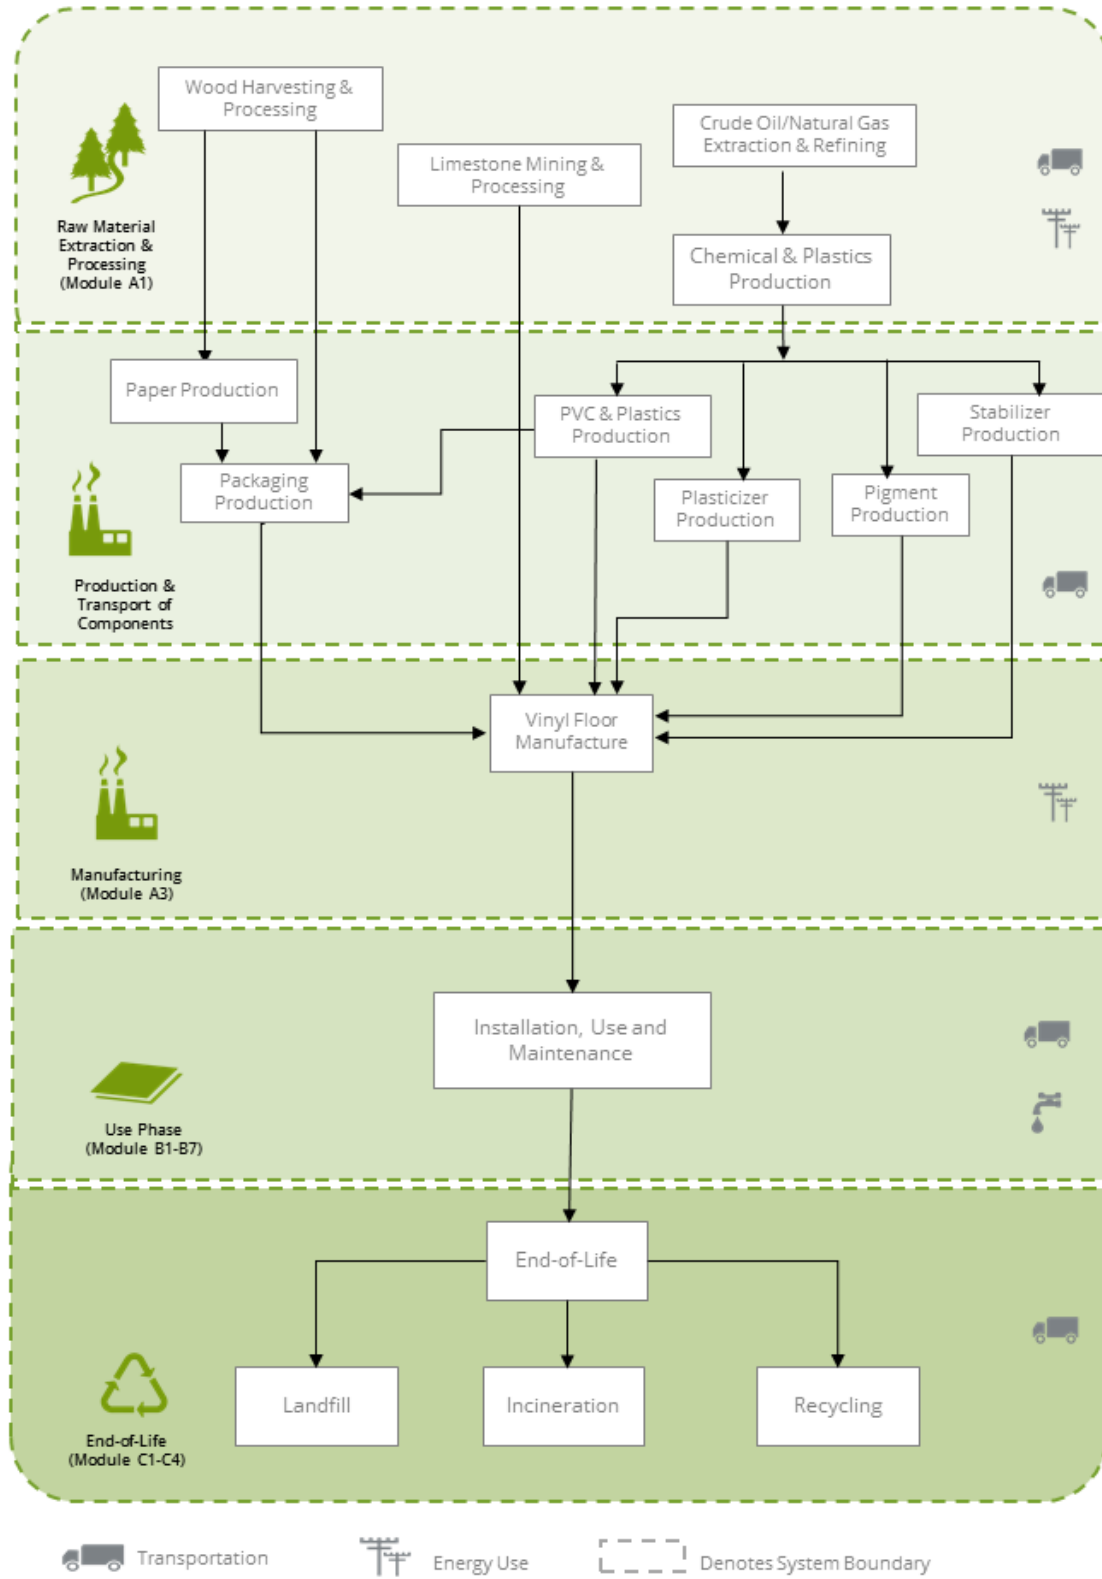 Wood Harvesting &
Processing
Crude Oil/Natural Gas
Extraction & Refining
Limestone Mining &
Processing
Raw Material
Extraction &
Processing
(Module A1)
Chemical & Plastics
Production
Paper Production
PVC & Plastics
Production
Stabilizer
Production
Packaging
Production
Plasticizer
Production
Pigment
Production
Production &
Transport of
Components
Vinyl Floor
Manufacture
Manufacturing
(Module A3)
Installation, Use and
Maintenance
Use Phase
(Module B1-B7)
End-of-Life
Landfill
Incineration
Recycling
End-of-Life
(Module C1-C4)
Transportation
Energy Use
Denotes System Boundary